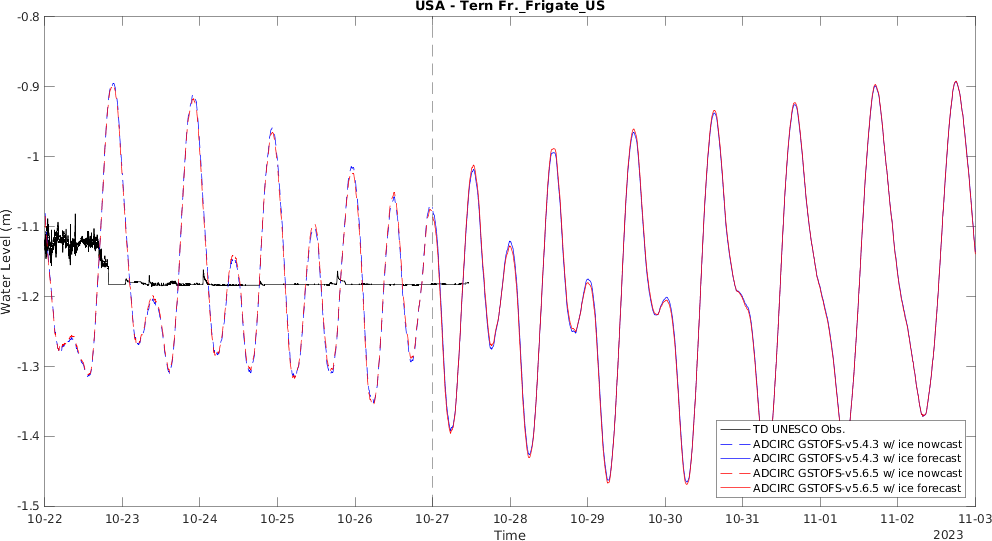 USA - Tern Fr._Frigate_US
-0.8
-0.9
-1
-1.1
-1.2
-1.3
-1.4
-1.5
Water Level (m)
TD UNESCO Obs.
ADCIRC GSTOFS-v5.4.3 w/ ice nowcast
ADCIRC GSTOFS-v5.4.3 w/ ice forecast
ADCIRC GSTOFS-v5.6.5 w/ ice nowcast
ADCIRC GSTOFS-v5.6.5 w/ ice forecast
10-22 10-23 10-24 10-25 10-26 10-27 10-28 10-29 10-30 10-31 11-01 11-02 11-03
Time
2023